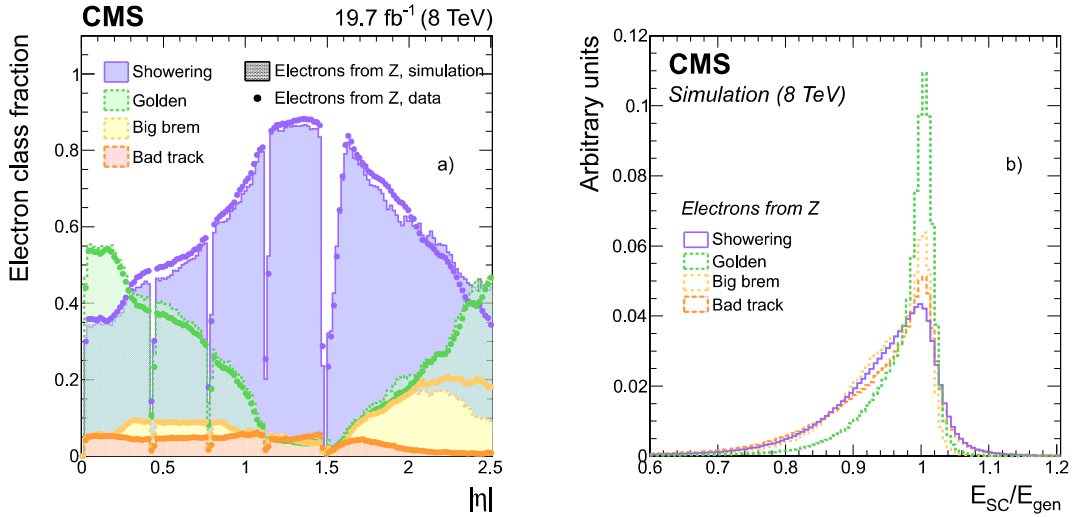 CMS
19.7 fb-1 (8 TeV)
Electron class fraction
1
0.8
0.6
0.4
0.2
0
Showering
Golden
Big brem
Bad track
Electrons from Z, simulation
Electrons from Z, data
a)
0
0.5
1
1.5
2
2.5
|η|
Arbitrary units
0.12
0.1
0.08
0.06
0.04
0.02
0
CMS
Simulation (8 TeV)
b)
Electrons from Z
Showering
Golden
Big brem
Bad track
0.6
0.7
0.8
0.9
1
1.1
1.2
E_SC/E_gen